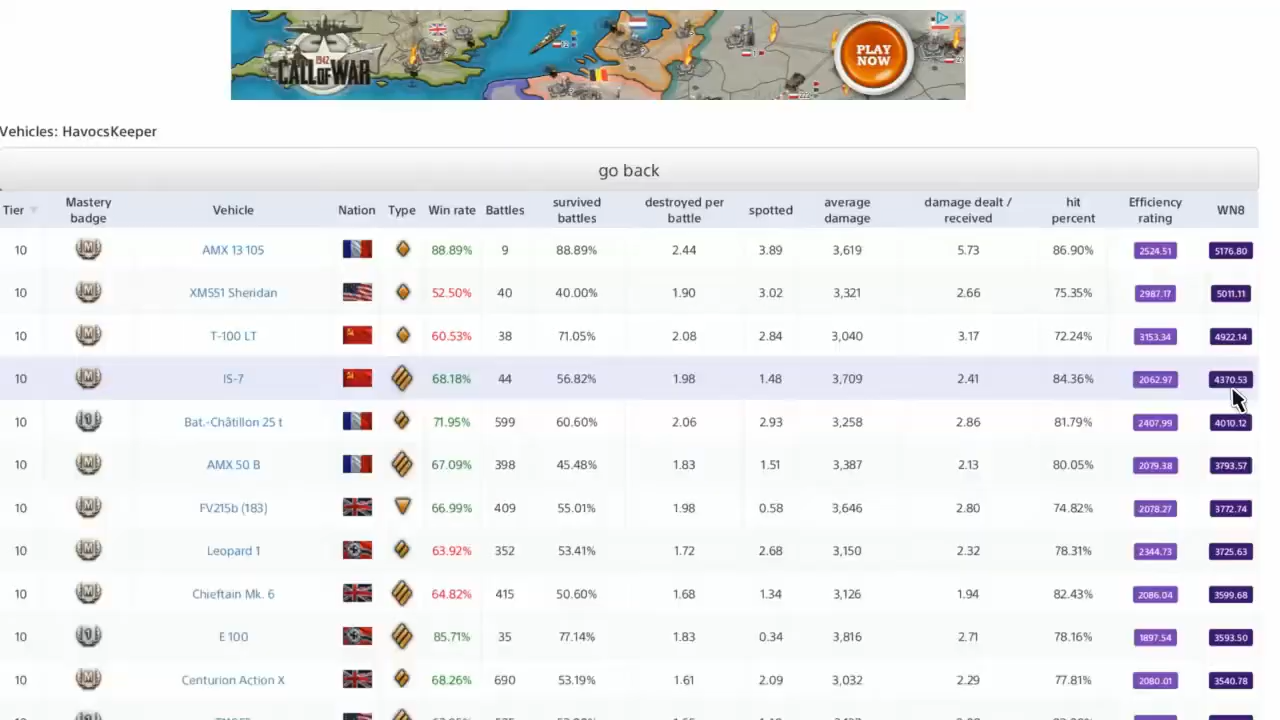 1942
CALL OF WAR
PLAY
NOW
Vehicles: HavocsKeeper
go back
Tier Mastery badge Vehicle Nation Type Win rate Battles survived battles destroyed per battle spotted average damage damage dealt / received hit percent Efficiency rating WN8
10 M AMX 13 105 88.89% 9 88.89% 2.44 3.89 3,619 5.73 86.90% 2524.51 5176.80
10 M XM551 Sheridan 52.50% 40 40.00% 1.90 3.02 3,321 2.66 75.35% 2987.17 5011.11
10 M T-100 LT 60.53% 38 71.05% 2.08 2.84 3,040 3.17 72.24% 3153.34 4922.14
10 M IS-7 68.18% 44 56.82% 1.98 1.48 3,709 2.41 84.36% 2062.97 4370.53
10 1 Bat.-Châtillon 25 t 71.95% 599 60.60% 2.06 2.93 3,258 2.86 81.79% 2407.99 4010.12
10 M AMX 50 B 67.09% 398 45.48% 1.83 1.51 3,387 2.13 80.05% 2079.38 3793.57
10 M FV215b (183) 66.99% 409 55.01% 1.98 0.58 3,646 2.80 74.82% 2078.27 3772.74
10 M Leopard 1 63.92% 352 53.41% 1.72 2.68 3,150 2.32 78.31% 2344.73 3725.63
10 M Chieftain Mk. 6 64.82% 415 50.60% 1.68 1.34 3,126 1.94 82.43% 2086.04 3599.68
10 1 E 100 85.71% 35 77.14% 1.83 0.34 3,816 2.71 78.16% 1897.54 3593.50
10 M Centurion Action X 68.26% 690 53.19% 1.61 2.09 3,032 2.29 77.81% 2080.01 3540.78